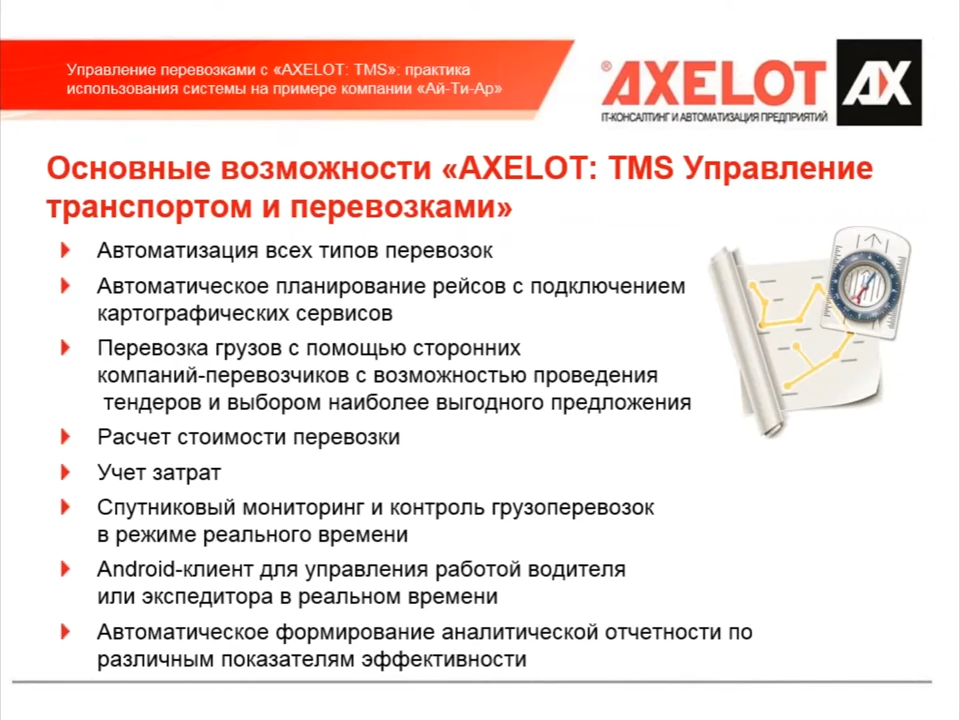 Управление перевозками с «AXELOT: TMS»: практика
использования системы на примере компании «Ай-Ти-Ар»
® AXELOT AX
IT-КОНСАЛТИНГ И АВТОМАТИЗАЦИЯ ПРЕДПРИЯТИЙ
Основные возможности «AXELOT: TMS Управление
транспортом и перевозками»
Автоматизация всех типов перевозок
Автоматическое планирование рейсов с подключением
картографических сервисов
Перевозка грузов с помощью сторонних
компаний-перевозчиков с возможностью проведения
тендеров и выбором наиболее выгодного предложения
Расчет стоимости перевозки
Учет затрат
Спутниковый мониторинг и контроль грузоперевозок
в режиме реального времени
Android-клиент для управления работой водителя
или экспедитора в реальном времени
Автоматическое формирование аналитической отчетности по
различным показателям эффективности